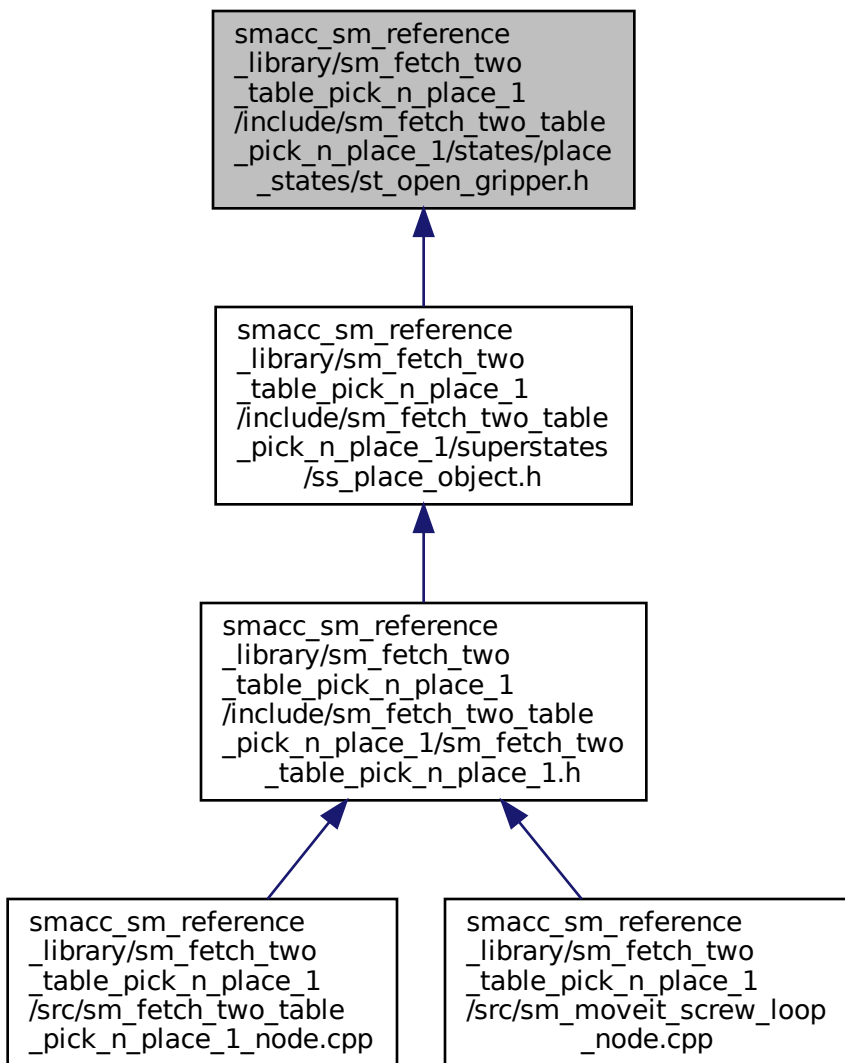 smacc_sm_reference
_library/sm_fetch_two
_table_pick_n_place_1
/include/sm_fetch_two_table
_pick_n_place_1/states/place
_states/st_open_gripper.h
smacc_sm_reference
_library/sm_fetch_two
_table_pick_n_place_1
/include/sm_fetch_two_table
_pick_n_place_1/superstates
/ss_place_object.h
smacc_sm_reference
_library/sm_fetch_two
_table_pick_n_place_1
/include/sm_fetch_two_table
_pick_n_place_1/sm_fetch_two
_table_pick_n_place_1.h
smacc_sm_reference
_library/sm_fetch_two
_table_pick_n_place_1
/src/sm_fetch_two_table
_pick_n_place_1_node.cpp
smacc_sm_reference
_library/sm_fetch_two
_table_pick_n_place_1
/src/sm_moveit_screw_loop
_node.cpp